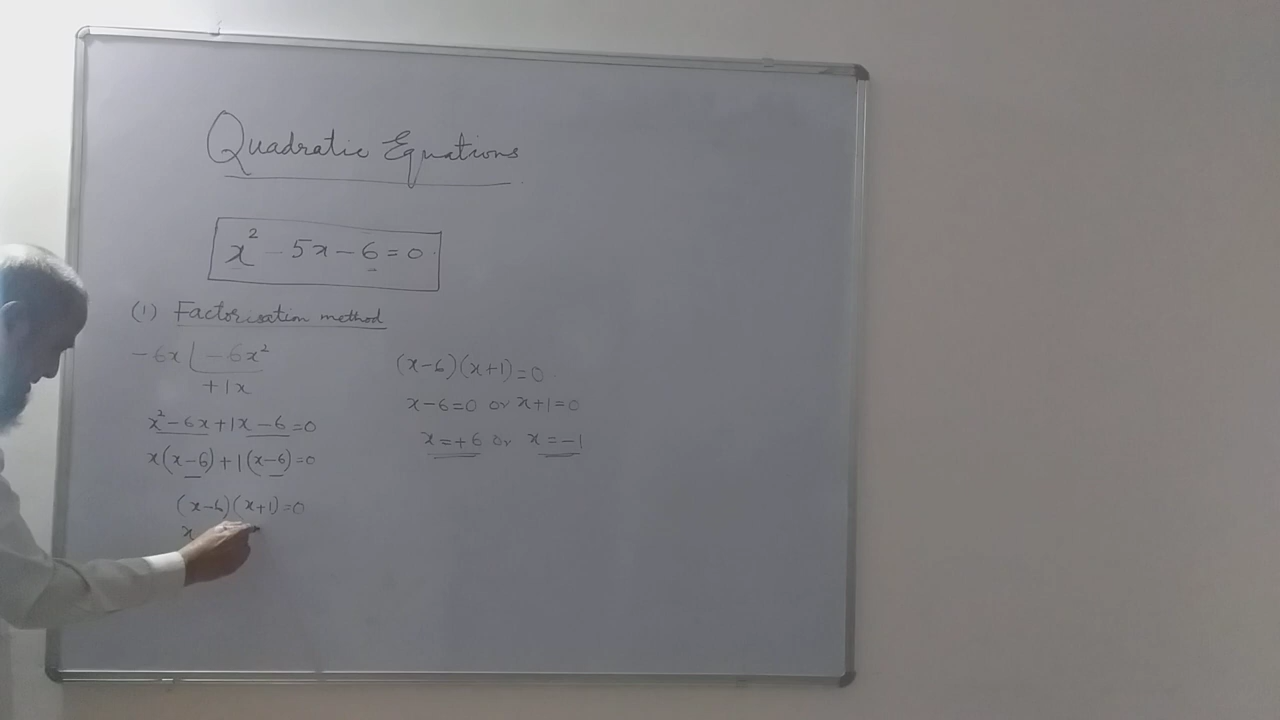 Quadratic Equations
x² - 5x - 6 = 0
(1) Factorisation method
-6x | -6x²
+1x
x² - 6x + 1x - 6 = 0
x(x-6) + 1(x-6) = 0
(x-6)(x+1) = 0
x
(x-6)(x+1) = 0
x-6=0 or x+1=0
x=+6 or x=-1